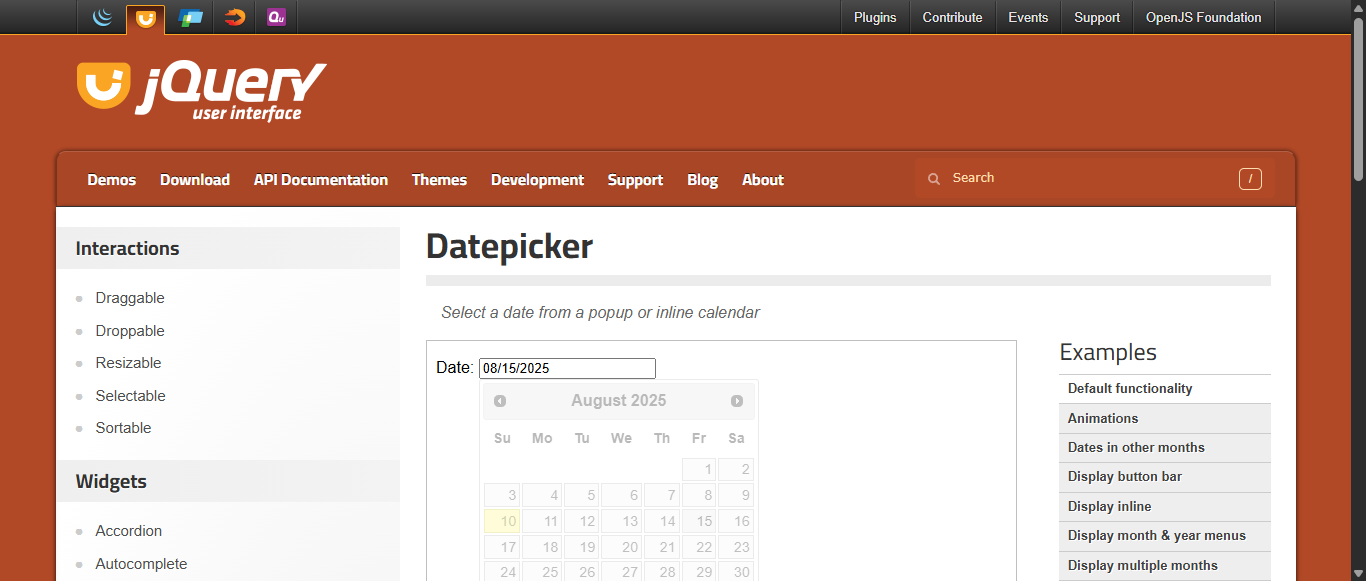 Qu
Plugins Contribute Events Support OpenJS Foundation
jQuery
user interface
Demos Download API Documentation Themes Development Support Blog About Search /
Interactions
Draggable
Droppable
Resizable
Selectable
Sortable
Widgets
Accordion
Autocomplete
Datepicker
Select a date from a popup or inline calendar
Date: 08/15/2025
August 2025
Su Mo Tu We Th Fr Sa
1 2
3 4 5 6 7 8 9
10 11 12 13 14 15 16
17 18 19 20 21 22 23
24 25 26 27 28 29 30
Examples
Default functionality
Animations
Dates in other months
Display button bar
Display inline
Display month & year menus
Display multiple months